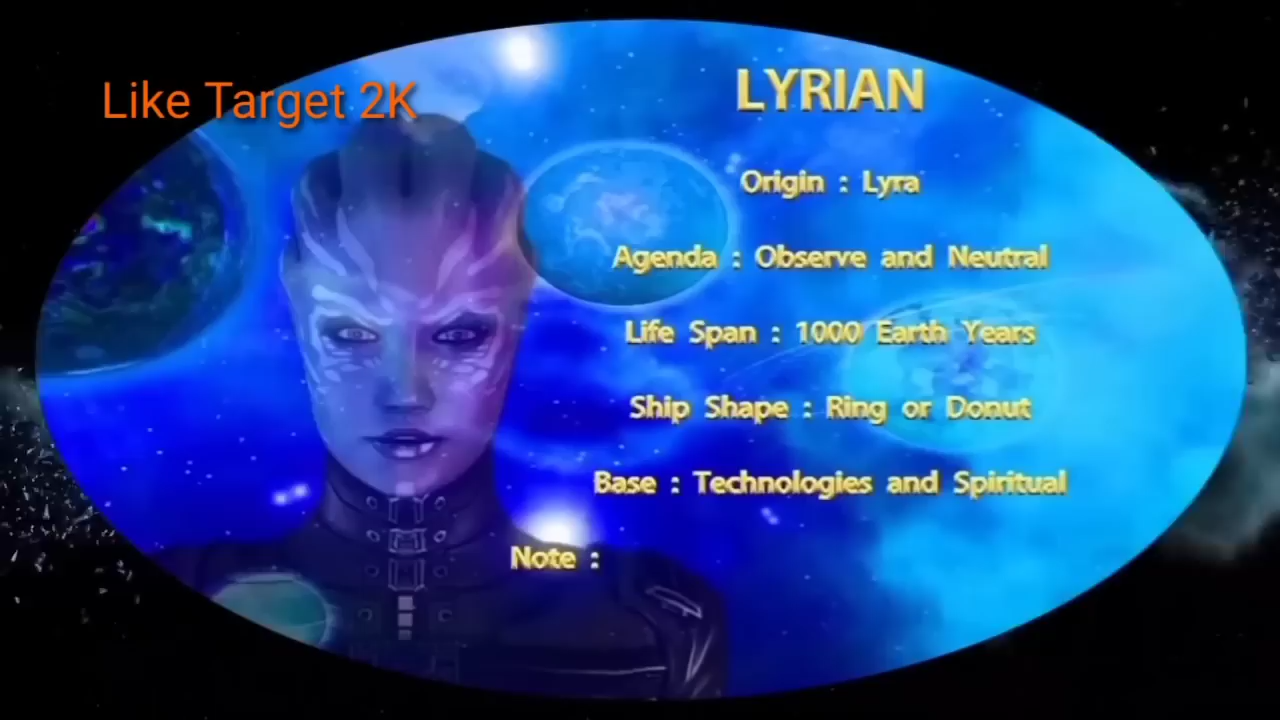 Like Target 2K
LYRIAN
Origin : Lyra
Agenda : Observe and Neutral
Life Span : 1000 Earth Years
Ship Shape : Ring or Donut
Base : Technologies and Spiritual
Note :